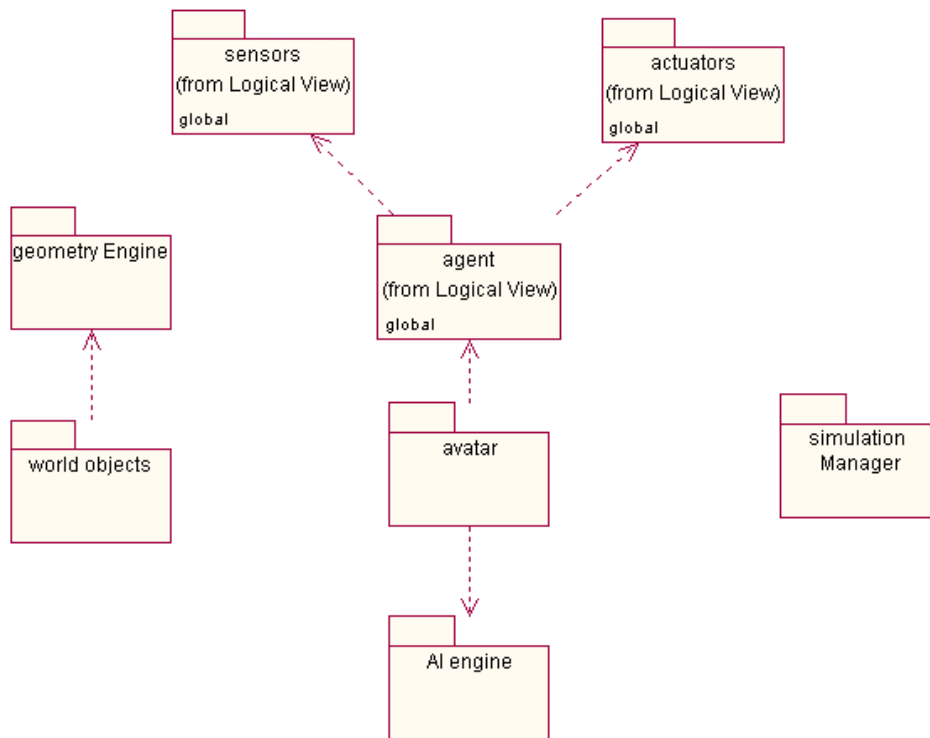 sensors
(from Logical View)
global
actuators
(from Logical View)
global
geometry Engine
agent
(from Logical View)
global
world objects
avatar
simulation
Manager
AI engine